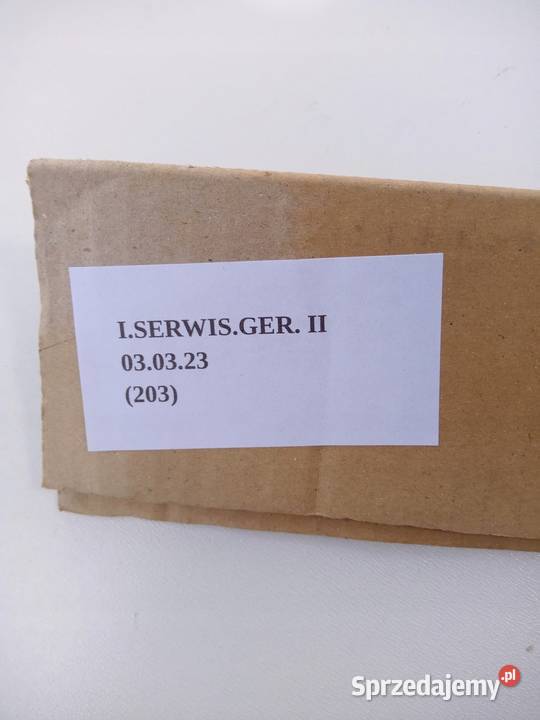 I.SERWIS.GER. II
03.03.23
(203)
Sprzedajemy.pl